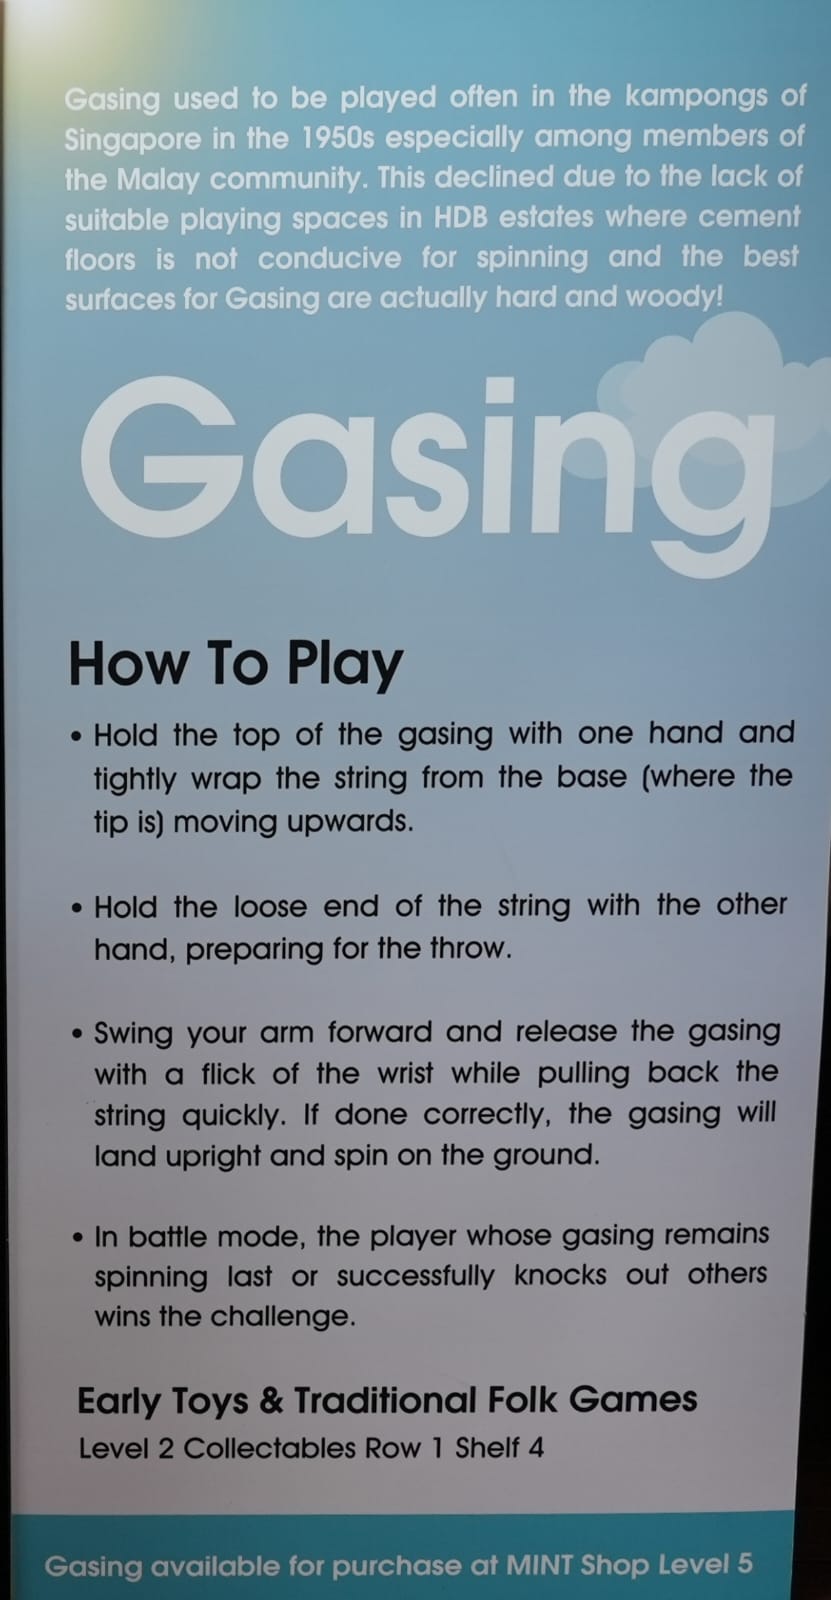 Gasing used to be played often in the kampongs of
Singapore in the 1950s especially among members of
the Malay community. This declined due to the lack of
suitable playing spaces in HDB estates where cement
floors is not conducive for spinning and the best
surfaces for Gasing are actually hard and woody!
Gasing
How To Play
• Hold the top of the gasing with one hand and
tightly wrap the string from the base (where the
tip is) moving upwards.
• Hold the loose end of the string with the other
hand, preparing for the throw.
• Swing your arm forward and release the gasing
with a flick of the wrist while pulling back the
string quickly. If done correctly, the gasing will
land upright and spin on the ground.
• In battle mode, the player whose gasing remains
spinning last or successfully knocks out others
wins the challenge.
Early Toys & Traditional Folk Games
Level 2 Collectables Row 1 Shelf 4
Gasing available for purchase at MINT Shop Level 5